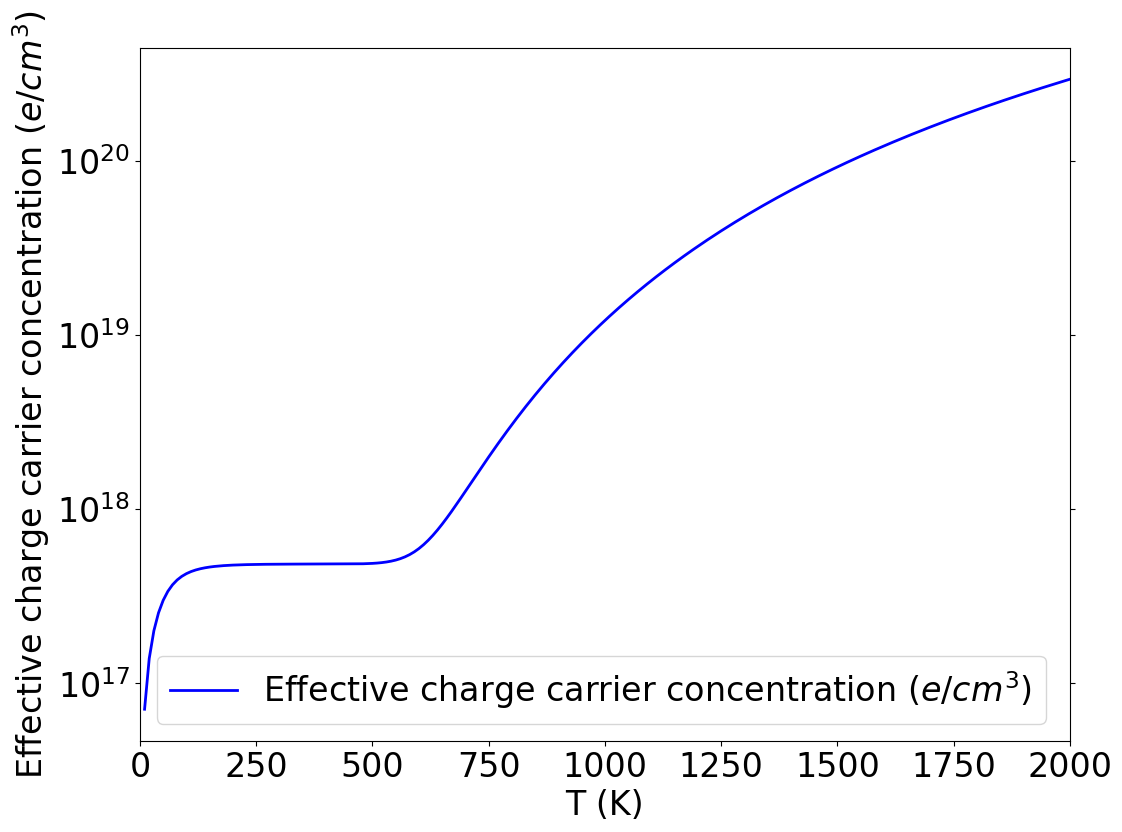 Effective charge carrier concentration (e/cm³)
10²⁰
10¹⁹
10¹⁸
10¹⁷
Effective charge carrier concentration (e/cm³)
0 250 500 750 1000 1250 1500 1750 2000
T (K)